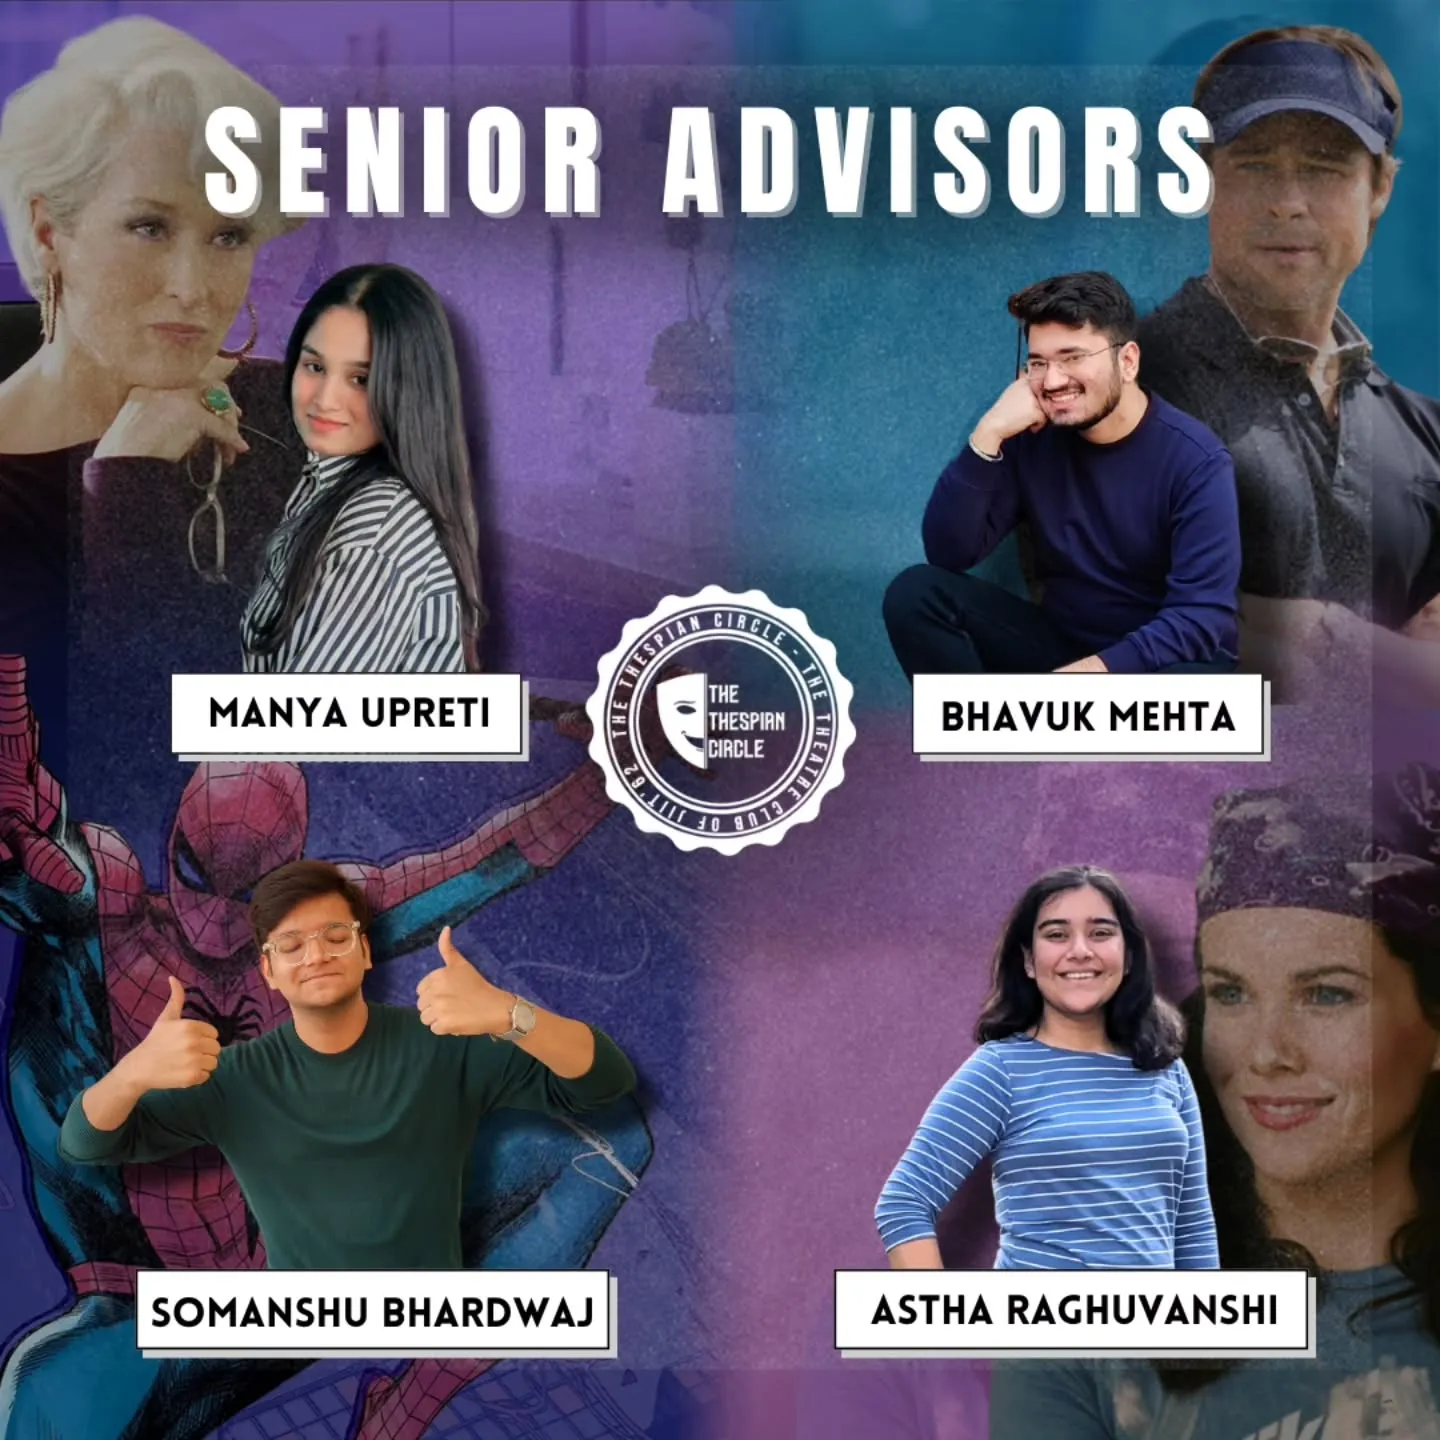 SENIOR ADVISORS
MANYA UPRETI
BHAVUK MEHTA
THE THESPIAN CIRCLE - THE THEATRE CLUB OF JIIT'62
THE
THESPIAN
CIRCLE
SOMANSHU BHARDWAJ
ASTHA RAGHUVANSHI